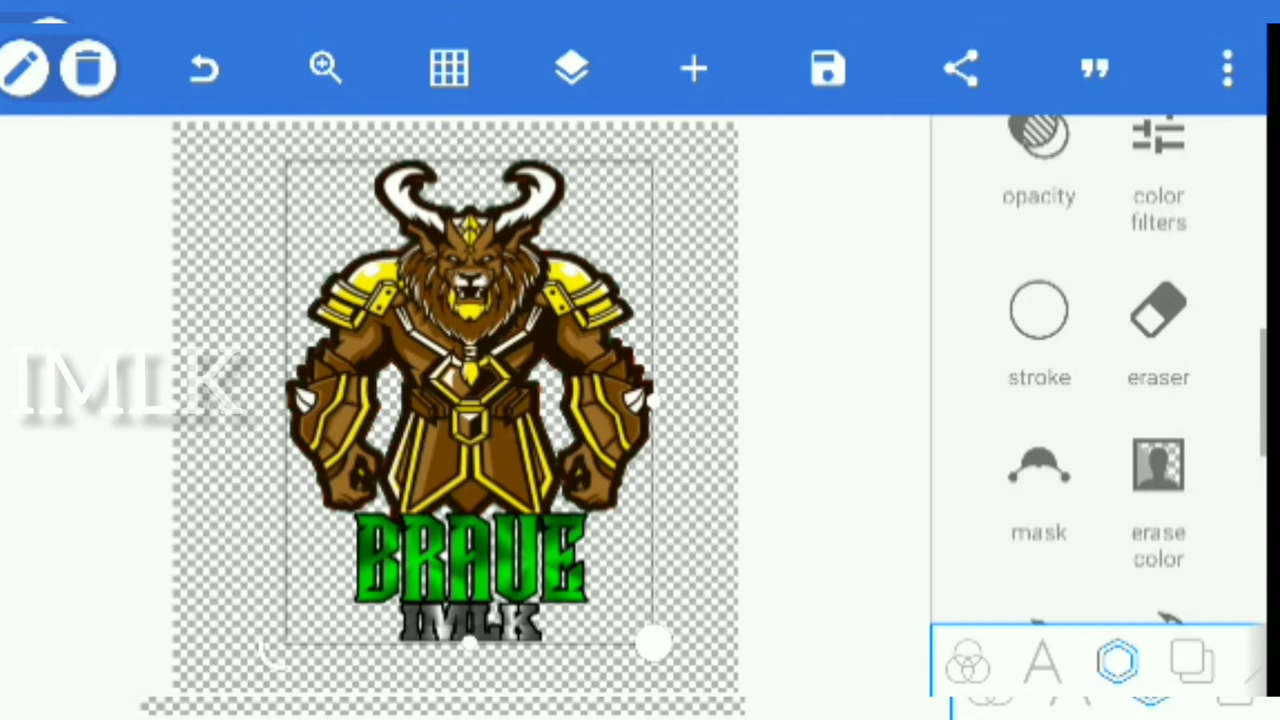 opacity
color
filters
stroke
eraser
IMLK
mask
erase
color
BRAVE
IMLK